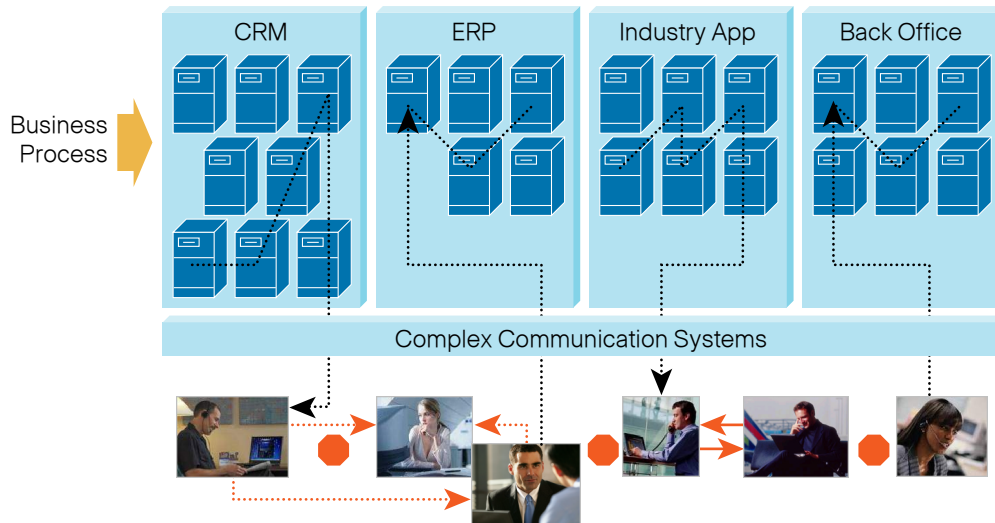 CRM
ERP
Industry App
Back Office
Business
Process
Complex Communication Systems